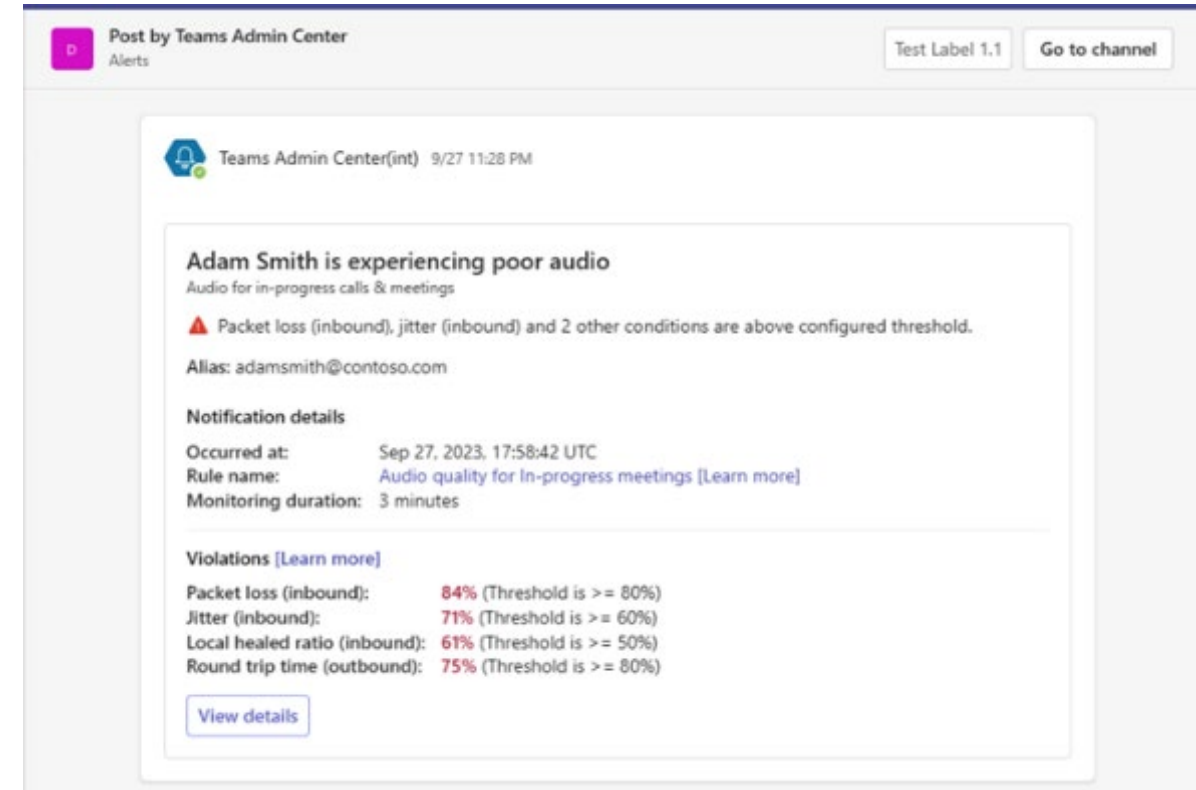 D
Post by Teams Admin Center
Alerts
Test Label 1.1
Go to channel
Teams Admin Center(int) 9/27 11:28 PM
Adam Smith is experiencing poor audio
Audio for in-progress calls & meetings
Packet loss (inbound), jitter (inbound) and 2 other conditions are above configured threshold.
Alias: adamsmith@contoso.com
Notification details
Occurred at: Sep 27, 2023, 17:58:42 UTC
Rule name: Audio quality for In-progress meetings [Learn more]
Monitoring duration: 3 minutes
Violations [Learn more]
Packet loss (inbound): 84% (Threshold is >= 80%)
Jitter (inbound): 71% (Threshold is >= 60%)
Local healed ratio (inbound): 61% (Threshold is >= 50%)
Round trip time (outbound): 75% (Threshold is >= 80%)
View details